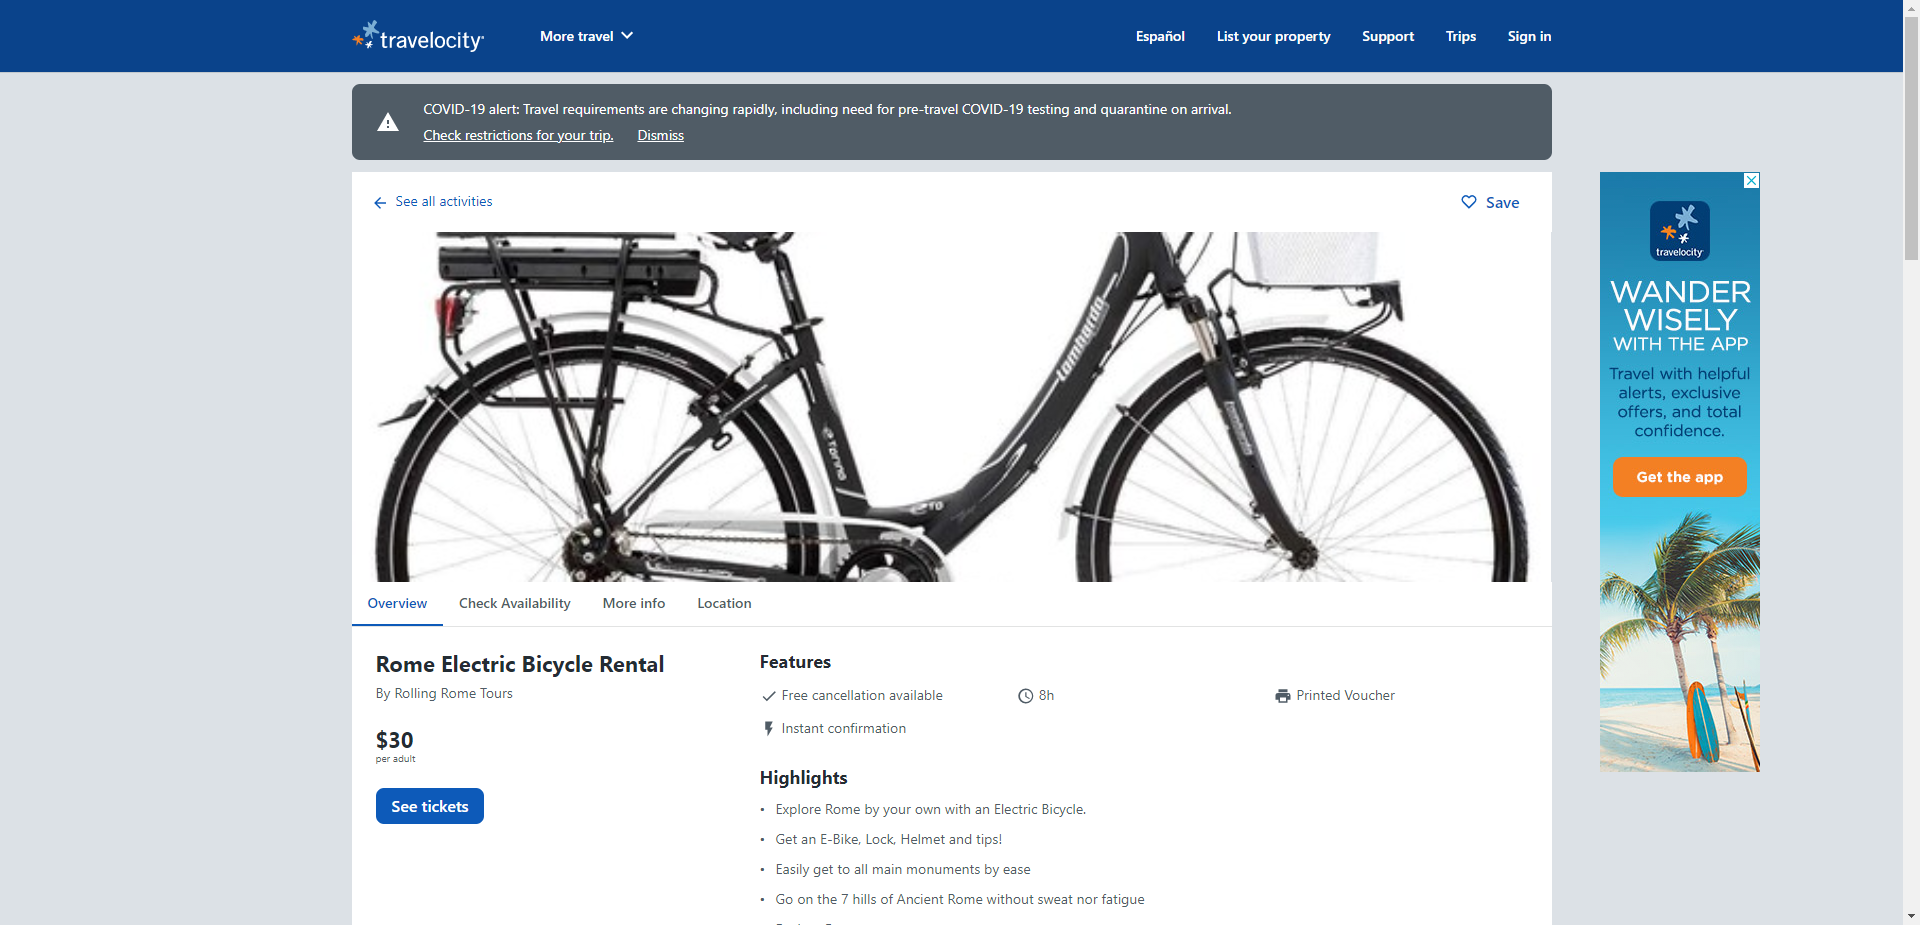 travelocity
More travel
Español
List your property
Support
Trips
Sign in
COVID-19 alert: Travel requirements are changing rapidly, including need for pre-travel COVID-19 testing and quarantine on arrival.
Check restrictions for your trip. Dismiss
See all activities
Save
Lombardo
e Torino
Overview
Check Availability
More info
Location
Rome Electric Bicycle Rental
By Rolling Rome Tours
$30
per adult
See tickets
Features
Free cancellation available
8h
Printed Voucher
Instant confirmation
Highlights
• Explore Rome by your own with an Electric Bicycle.
• Get an E-Bike, Lock, Helmet and tips!
• Easily get to all main monuments by ease
• Go on the 7 hills of Ancient Rome without sweat nor fatigue
travelocity
WANDER
WISELY
WITH THE APP
Travel with helpful
alerts, exclusive
offers, and total
confidence.
Get the app